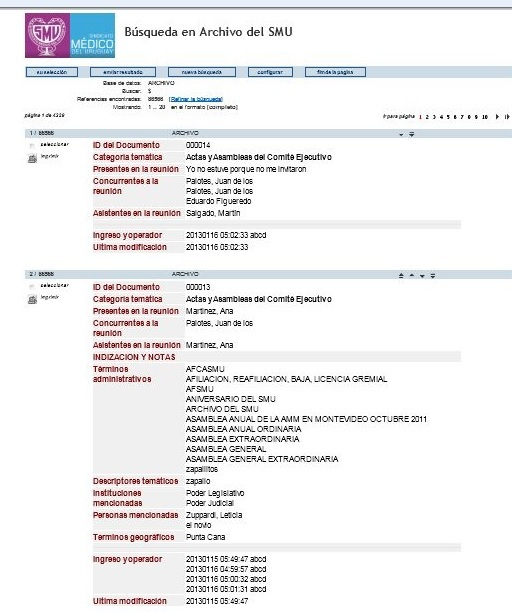 SMU
SINDICATO
MÉDICO
DEL URUGUAY
Búsqueda en Archivo del SMU
su selección enviar resultado nueva búsqueda configurar fin de la página
Base de datos: ARCHIVO
Buscar: $
Referencias encontradas: 86566 [Refinar la búsqueda]
Mostrando: 1 .. 20 en el formato [completo]
página 1 de 4329 ir para página 1 2 3 4 5 6 7 8 9 10
1 / 86566 ARCHIVO
seleccionar
imprimir
ID del Documento 000014
Categoría temática Actas y Asambleas del Comité Ejecutivo
Presentes en la reunión Yo no estuve porque no me invitaron
Concurrentes a la Palotes, Juan de los
reunión Palotes, Juan de los
Eduardo Figueredo
Asistentes en la reunión Salgado, Martín
Ingreso y operador 20130116 05:02:33 abcd
Ultima modificación 20130116 05:02:33
2 / 86566 ARCHIVO
seleccionar
imprimir
ID del Documento 000013
Categoría temática Actas y Asambleas del Comité Ejecutivo
Presentes en la reunión Martínez, Ana
Concurrentes a la Palotes, Juan de los
reunión
Asistentes en la reunión Martínez, Ana
INDIZACION Y NOTAS
Términos AFCASMU
administrativos AFILIACION, REAFILIACION, BAJA, LICENCIA GREMIAL
AFSMU
ANIVERSARIO DEL SMU
ARCHIVO DEL SMU
ASAMBLEA ANUAL DE LA AMM EN MONTEVIDEO OCTUBRE 2011
ASAMBLEA ANUAL ORDINARIA
ASAMBLEA EXTRAORDINARIA
ASAMBLEA GENERAL
ASAMBLEA GENERAL EXTRAORDINARIA
zapallitos
Descriptores temáticos zapallo
Instituciones Poder Legislativo
mencionadas Poder Judicial
Personas mencionadas Zuppardi, Leticia
el novio
Terminos geográficos Punta Cana
Ingreso y operador 20130115 05:49:47 abcd
20130116 04:59:57 abcd
20130116 05:00:32 abcd
20130116 05:01:31 abcd
Ultima modificación 20130115 05:49:47